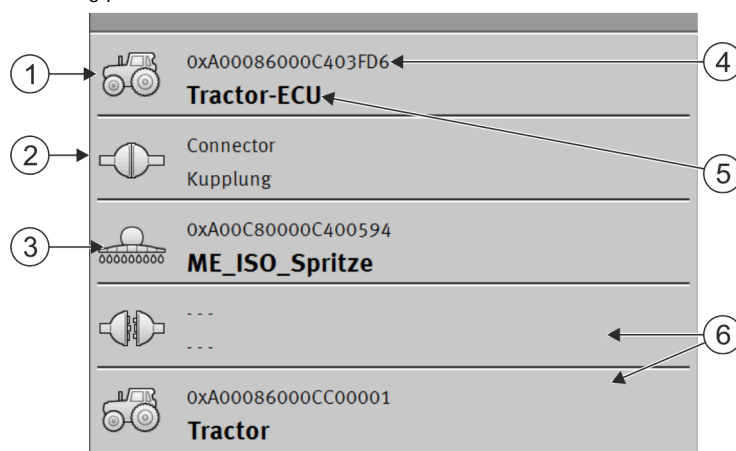 1
0xA00086000C403FD6
4
Tractor-ECU
2
Connector
Kupplung
5
3
0xA00C80000C400594
ME_ISO_Spritze
- - -
- - -
6
0xA00086000CC00001
Tractor